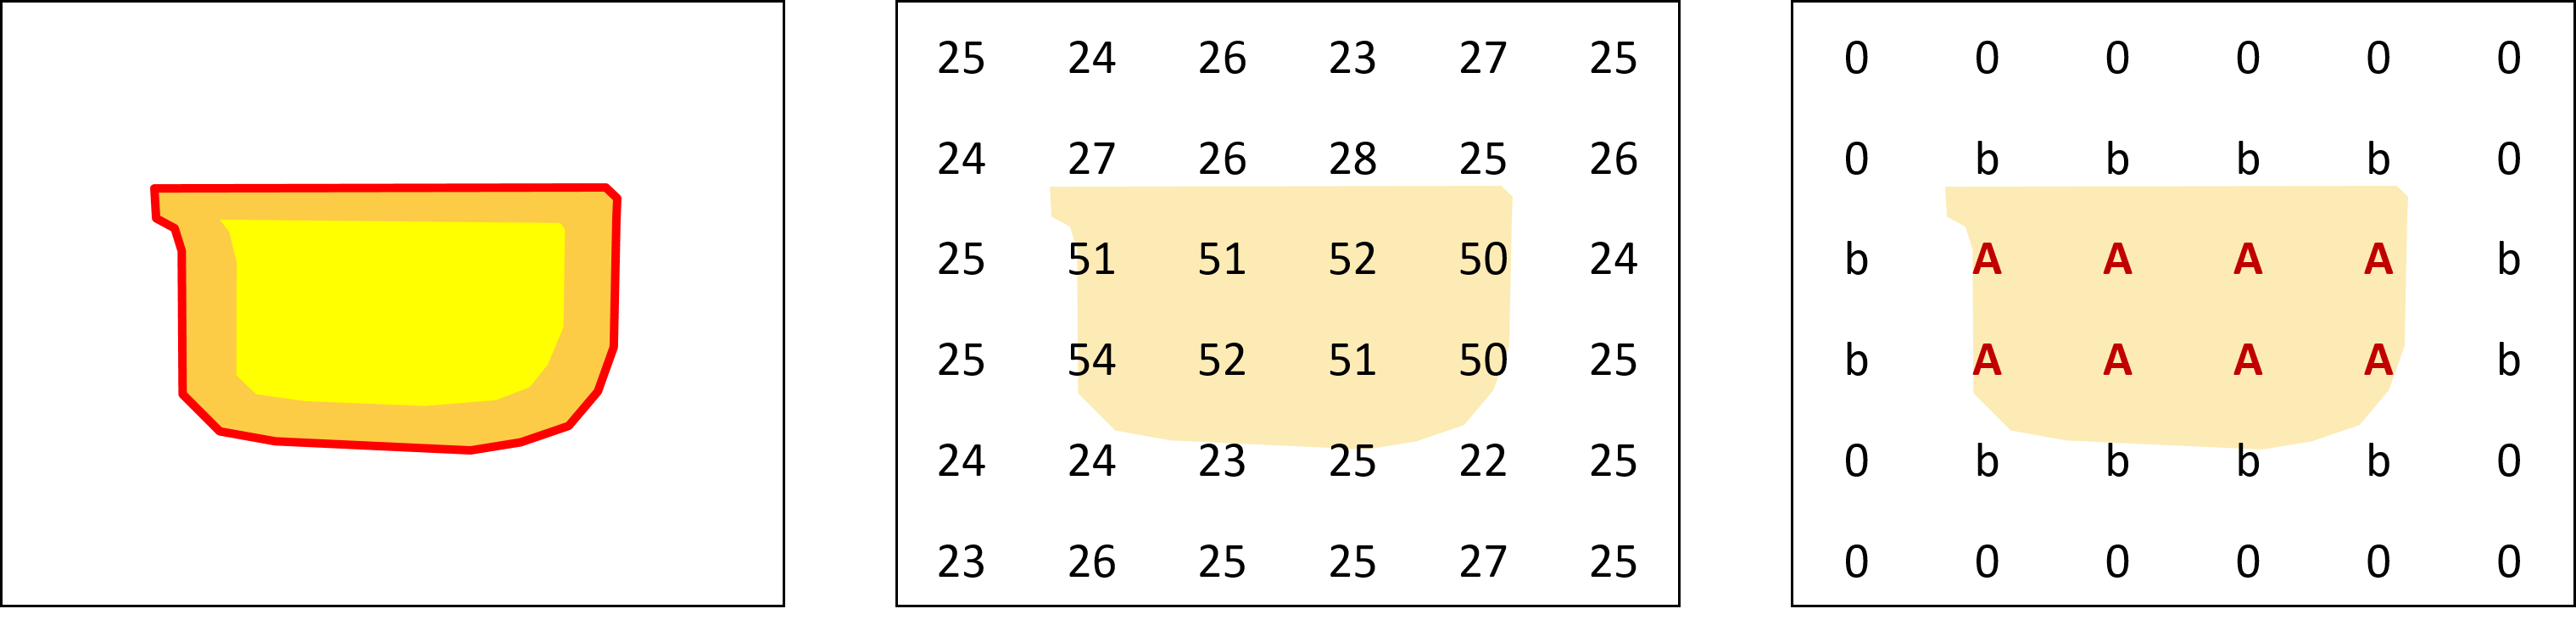 25 24 26 23 27 25
24 27 26 28 25 26
25 51 51 52 50 24
25 54 52 51 50 25
24 24 23 25 22 25
23 26 25 25 27 25
0 0 0 0 0 0
0 b b b b 0
b A A A A b
b A A A A b
0 b b b b 0
0 0 0 0 0 0